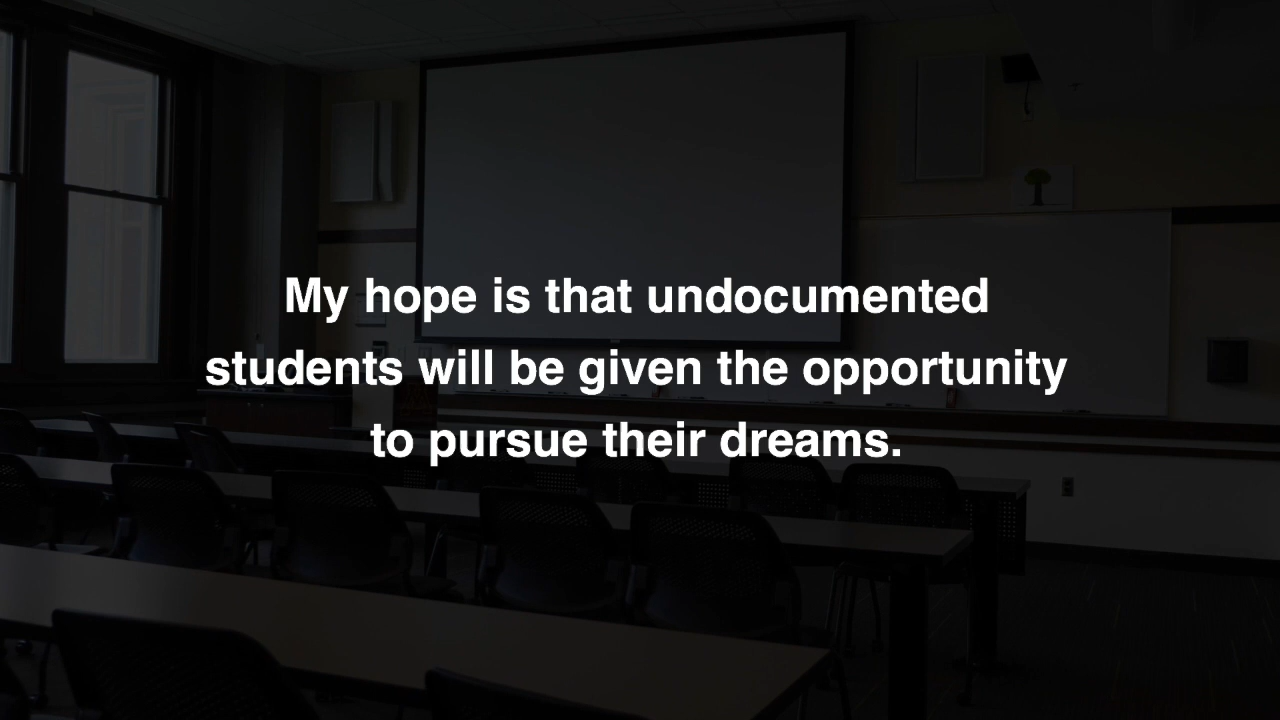 My hope is that undocumented
students will be given the opportunity
to pursue their dreams.